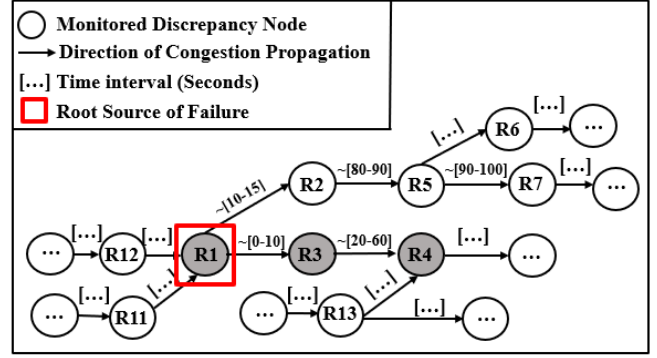 Monitored Discrepancy Node
Direction of Congestion Propagation
[...] Time interval (Seconds)
Root Source of Failure
[...]
R6
[...]
...
[...]
~[10-15]
R2
~[80-90]
R5
~[90-100]
R7
[...]
...
...
[...]
R12
[...]
R1
~[0-10]
R3
~[20-60]
R4
[...]
...
...
[...]
R11
[...]
...
[...]
R13
[...]
[...]
...